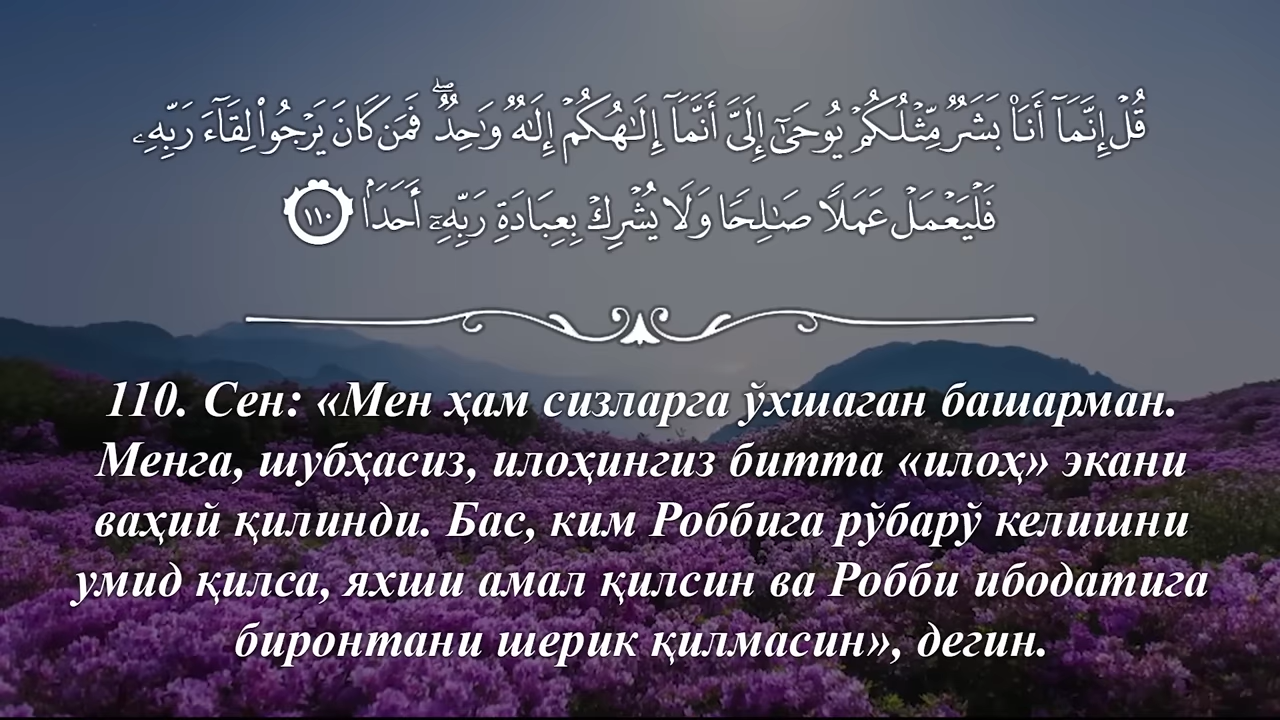 قُلْ إِنَّمَآ أَنَا۠ بَشَرٌ مِّثْلُكُمْ يُوحَىٰٓ إِلَىَّ أَنَّمَآ إِلَـٰهُكُمْ إِلَـٰهٌ وَٰحِدٌ ۖ فَمَن كَانَ يَرْجُوا۟ لِقَآءَ رَبِّهِۦ
فَلْيَعْمَلْ عَمَلًا صَـٰلِحًا وَلَا يُشْرِكْ بِعِبَادَةِ رَبِّهِۦٓ أَحَدًۢا ١١٠
110. Сен: «Мен ҳам сизларга ўхшаган башарман.
Менга, шубҳасиз, илоҳингиз битта «илоҳ» экани
ваҳий қилинди. Бас, ким Роббига рўбарў келишни
умид қилса, яхши амал қилсин ва Робби ибодатига
биронтани шерик қилмасин», дегин.